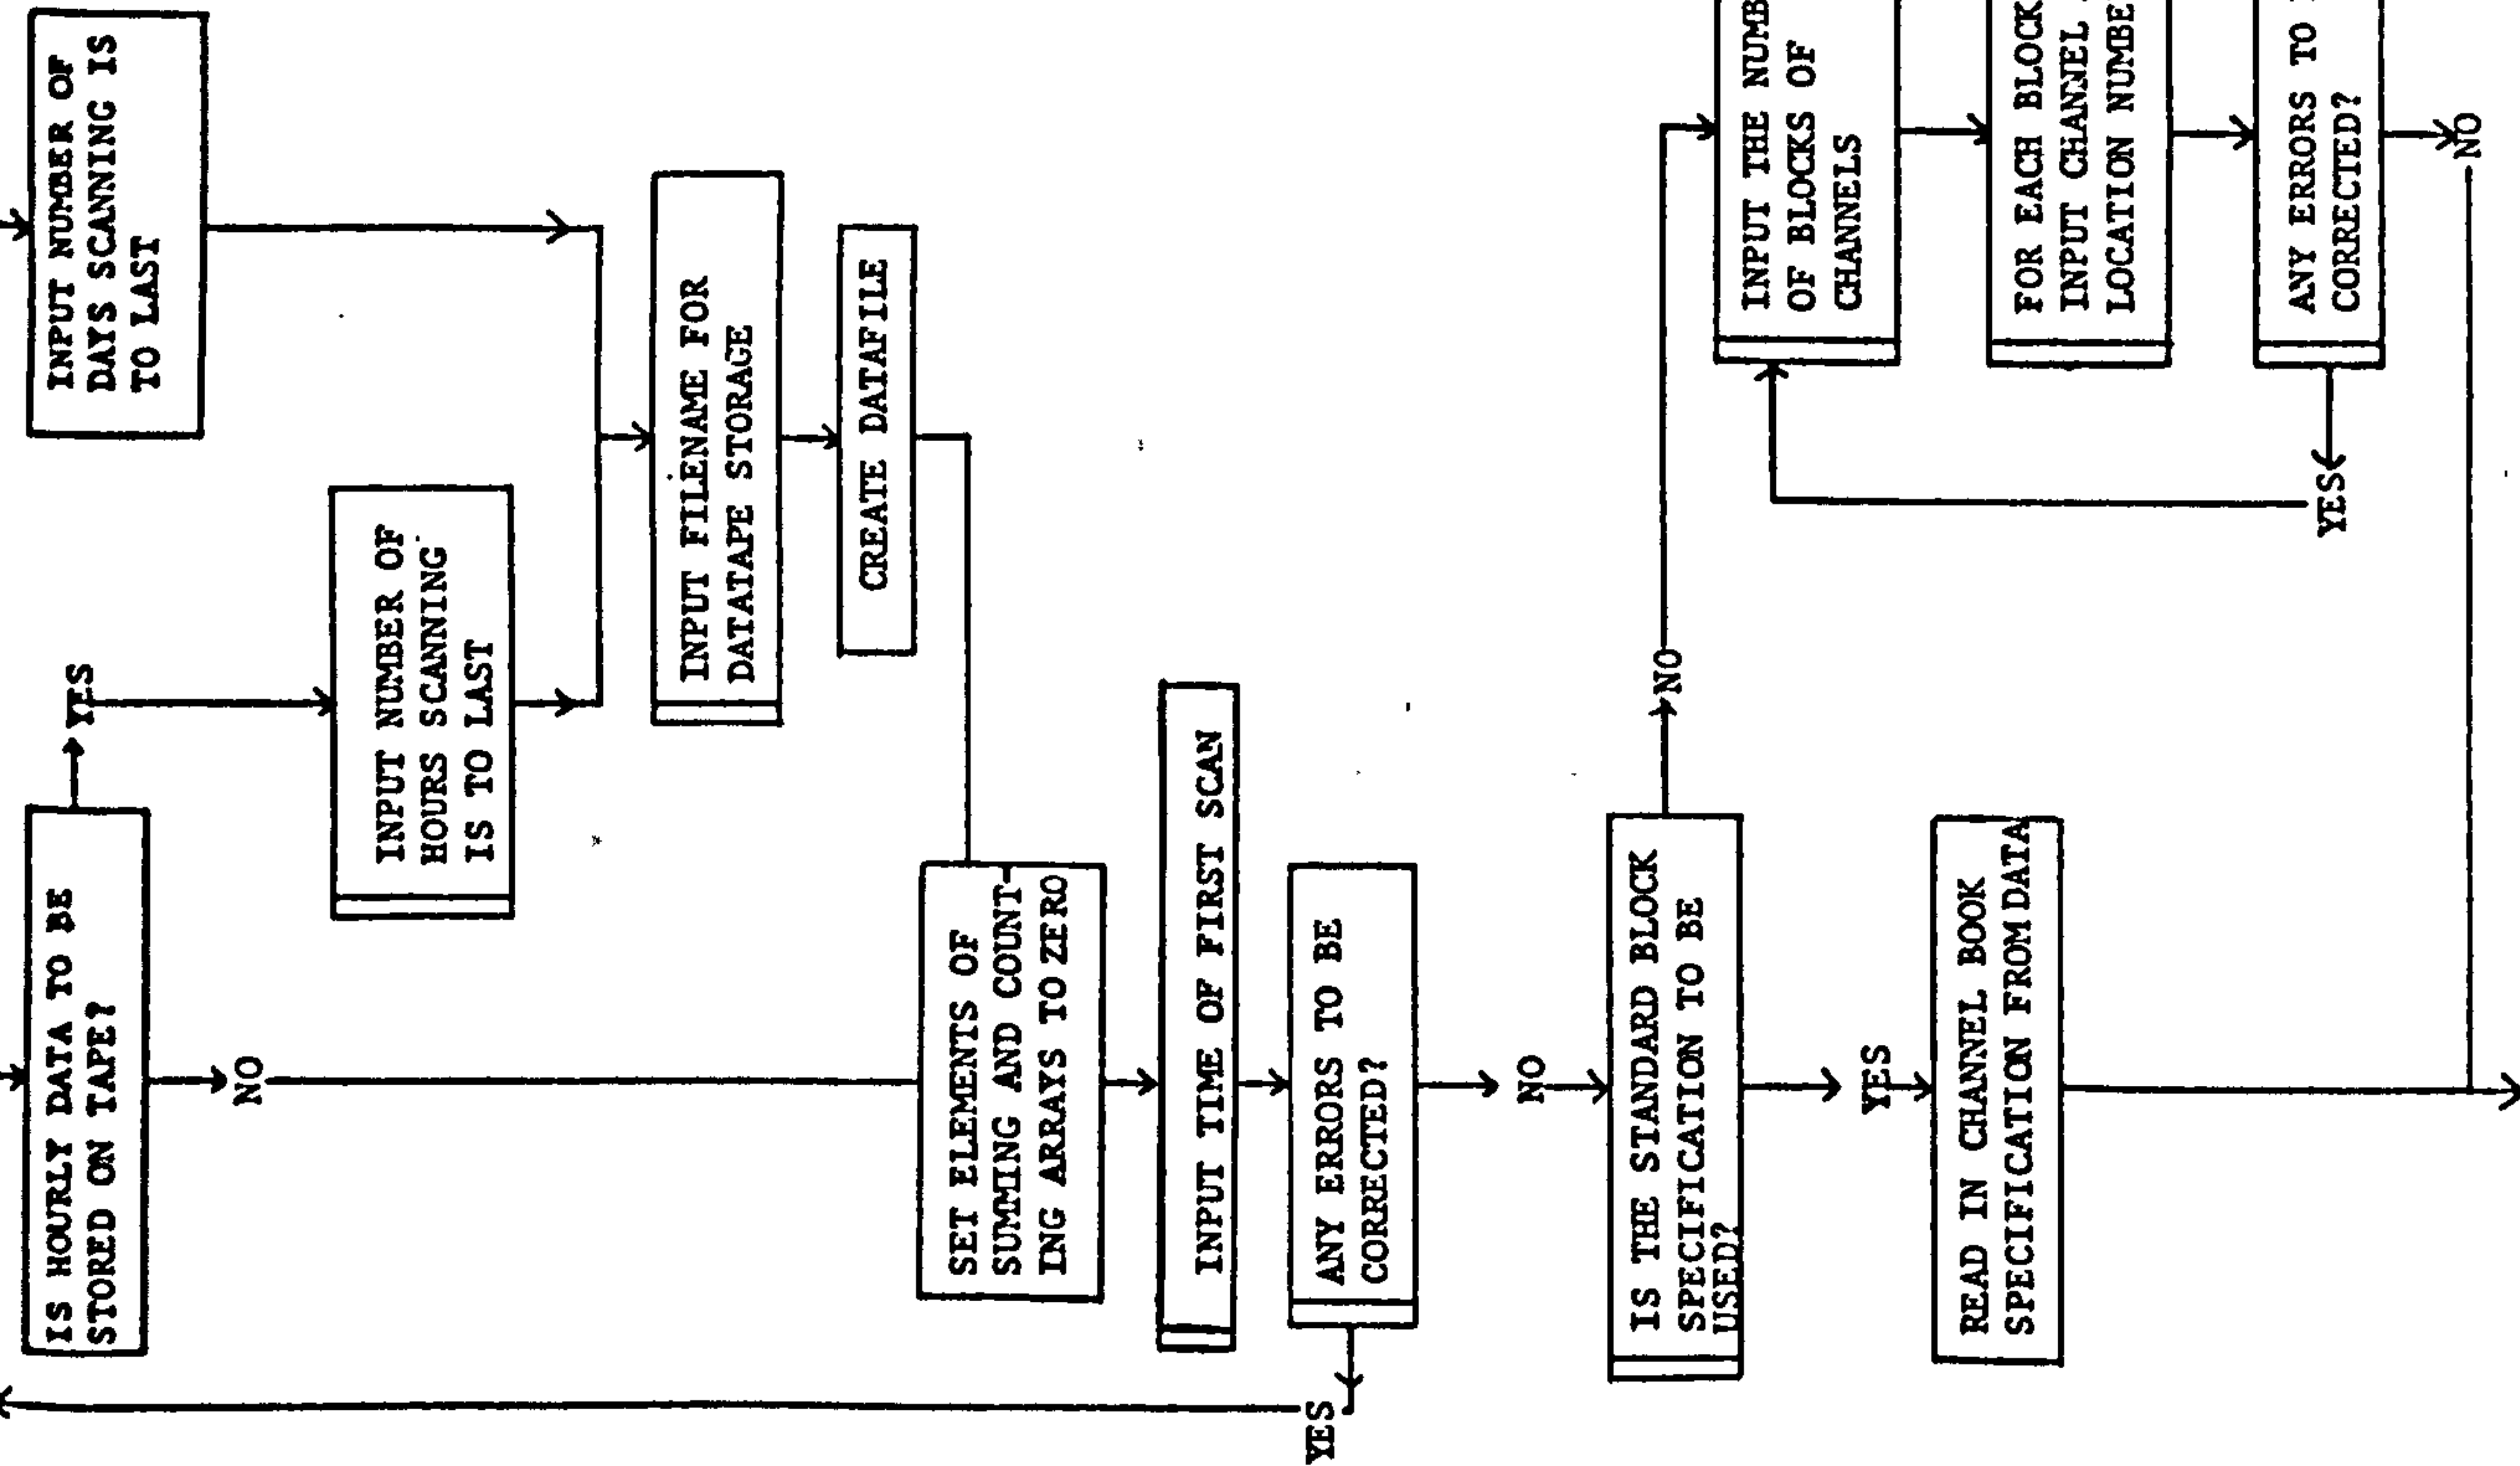 IS HOURLY DATA TO BE
STORED ON TAPE?
YES
NO
INPUT NUMBER OF
DAYS SCANNING IS
TO LAST
INPUT NUMBER OF
HOURS SCANNING
IS TO LAST
INPUT FILENAME FOR
DATATAPE STORAGE
CREATE DATAFILE
SET ELEMENTS OF
SUMMING AND COUNT-
ING ARRAYS TO ZERO
INPUT TIME OF FIRST SCAN
ANY ERRORS TO BE
CORRECTED?
YES
NO
IS THE STANDARD BLOCK
SPECIFICATION TO BE
USED?
NO
YES
READ IN CHANNEL BOOK
SPECIFICATION FROM DATA
INPUT THE NUMB
OF BLOCKS OF
CHANNELS
FOR EACH BLOCK
INPUT CHANNEL
LOCATION NUMBE
ANY ERRORS TO
CORRECTED?
YES
NO